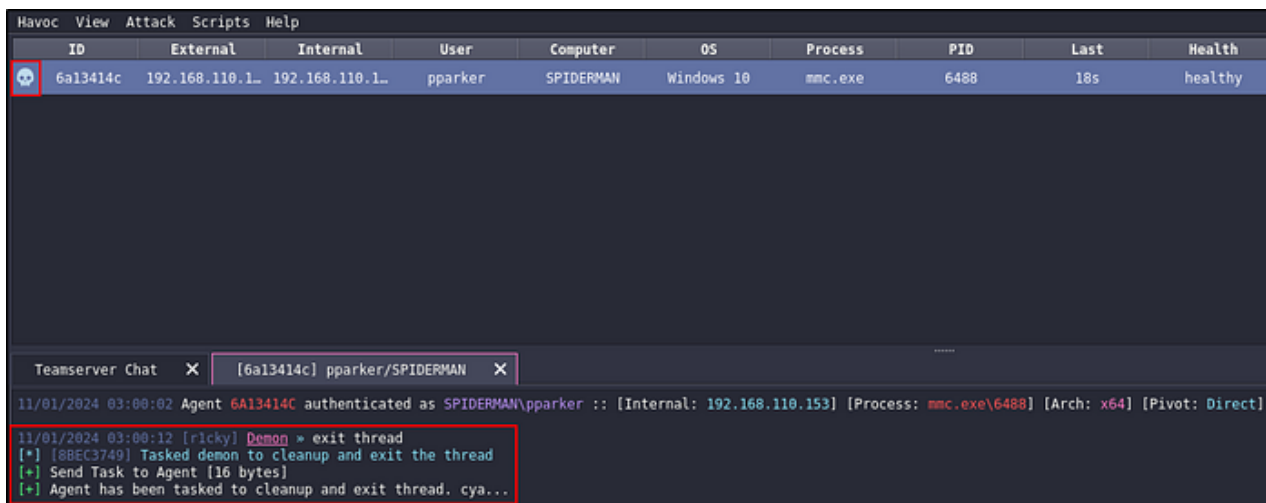 Havoc View Attack Scripts Help
ID External Internal User Computer OS Process PID Last Health
6a13414c 192.168.110.1… 192.168.110.1… pparker SPIDERMAN Windows 10 mmc.exe 6488 18s healthy
Teamserver Chat X [6a13414c] pparker/SPIDERMAN X
11/01/2024 03:00:02 Agent 6A13414C authenticated as SPIDERMAN\pparker :: [Internal: 192.168.110.153] [Process: mmc.exe\6488] [Arch: x64] [Pivot: Direct]
11/01/2024 03:00:12 [r1cky] Demon » exit thread
[*] [8BEC3749] Tasked demon to cleanup and exit the thread
[+] Send Task to Agent [16 bytes]
[+] Agent has been tasked to cleanup and exit thread. cya...